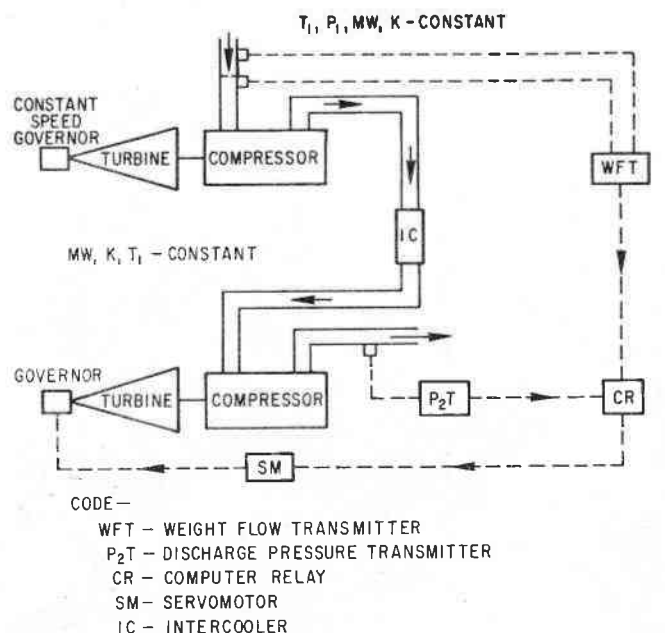 T₁, P₁, MW, K - CONSTANT
CONSTANT
SPEED
GOVERNOR
TURBINE
COMPRESSOR
WFT
IC
MW, K, T₁ - CONSTANT
GOVERNOR
TURBINE
COMPRESSOR
P₂T
CR
SM
CODE—
WFT - WEIGHT FLOW TRANSMITTER
P₂T - DISCHARGE PRESSURE TRANSMITTER
CR - COMPUTER RELAY
SM - SERVOMOTOR
IC - INTERCOOLER